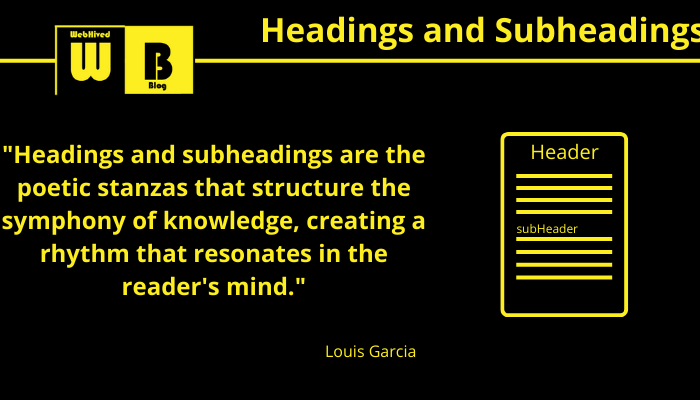 Headings and Subheadings
WebHived
W
B
Blog
"Headings and subheadings are the
poetic stanzas that structure the
symphony of knowledge, creating a
rhythm that resonates in the
reader's mind."
Louis Garcia
Header
subHeader